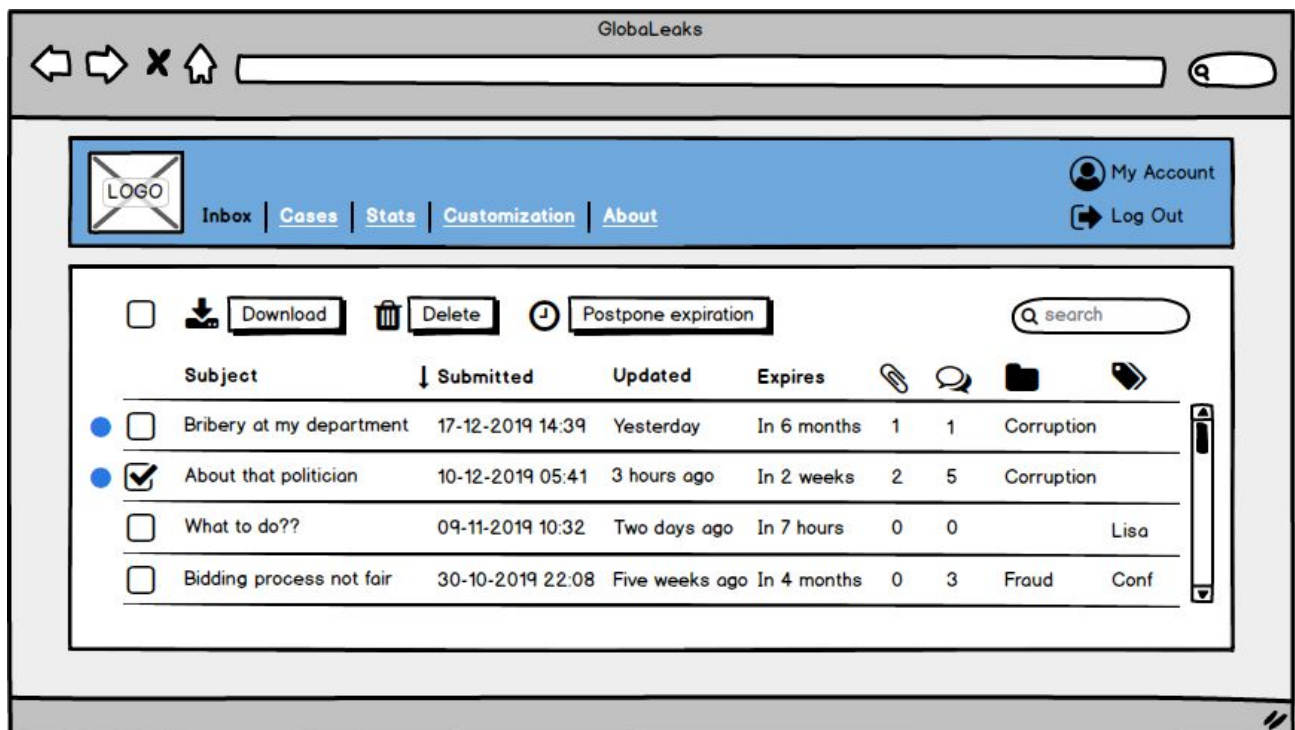 GlobaLeaks
LOGO
My Account
Inbox Cases Stats Customization About
Log Out
Download Delete Postpone expiration search
Subject Submitted Updated Expires
Bribery at my department 17-12-2019 14:39 Yesterday In 6 months 1 1 Corruption
About that politician 10-12-2019 05:41 3 hours ago In 2 weeks 2 5 Corruption
What to do?? 09-11-2019 10:32 Two days ago In 7 hours 0 0 Lisa
Bidding process not fair 30-10-2019 22:08 Five weeks ago In 4 months 0 3 Fraud Conf